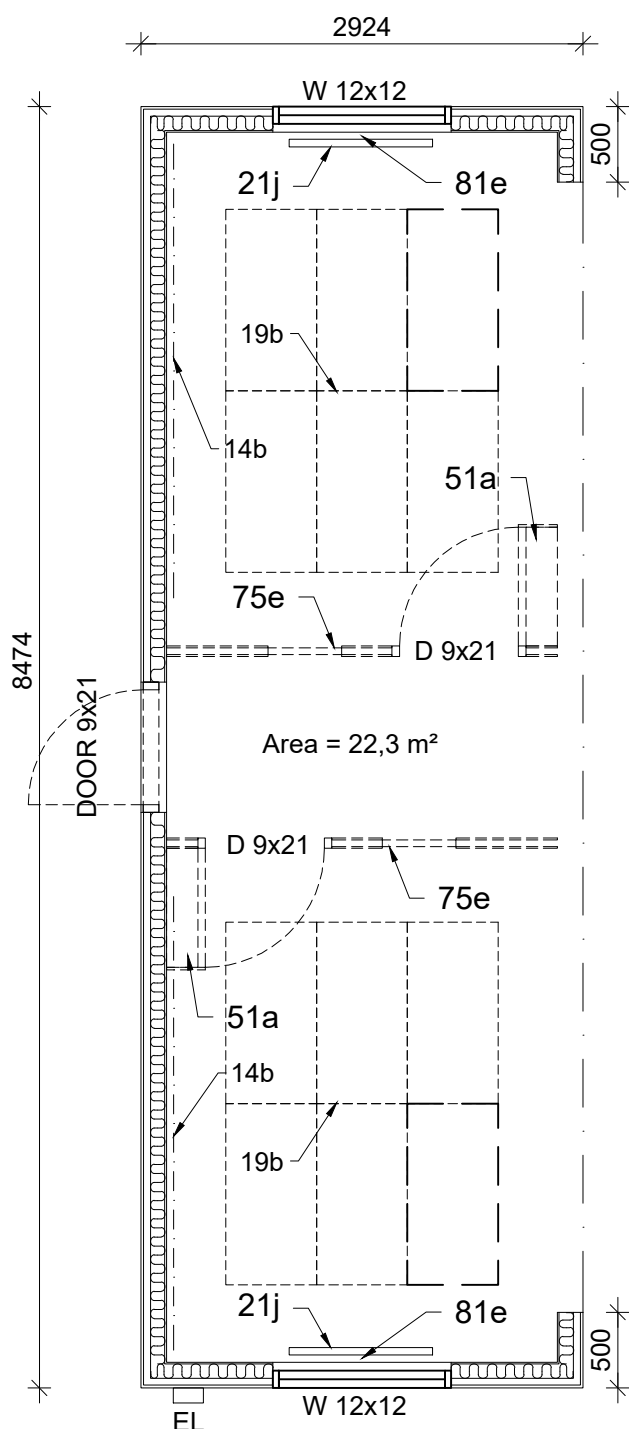 2924
W 12x12
500
21j
81e
19b
14b
51a
75e
D 9x21
8474
DOOR 9x21
Area = 22,3 m²
D 9x21
75e
51a
14b
19b
21j
81e
500
W 12x12
EL